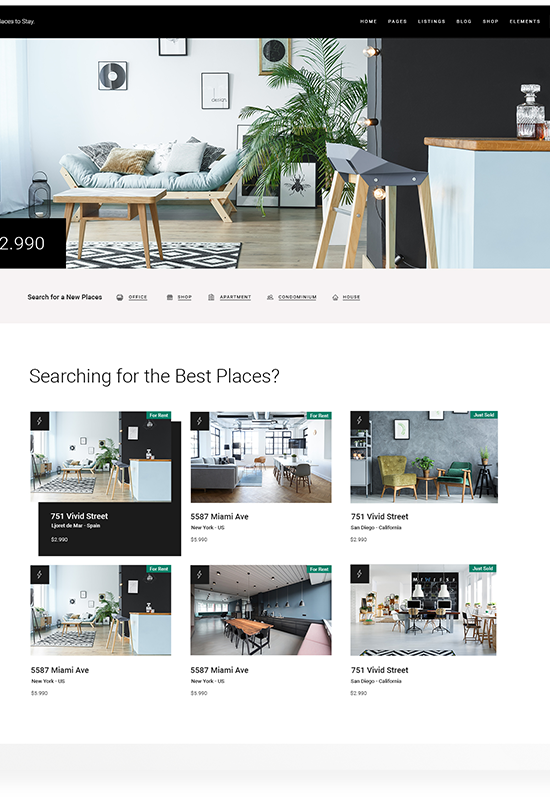 laces to Stay.
HOME PAGES LISTINGS BLOG SHOP ELEMENTS
design
2.990
Search for a New Places OFFICE SHOP APARTMENT CONDOMINIUM HOUSE
Searching for the Best Places?
For Rent
For Rent
Just Sold
751 Vivid Street
Ljoret de Mar - Spain
$2.990
5587 Miami Ave
New York - US
$5.990
751 Vivid Street
San Diego - California
$2.990
For Rent
For Rent
Just Sold
5587 Miami Ave
New York - US
$5.990
5587 Miami Ave
New York - US
$5.990
751 Vivid Street
San Diego - California
$2.990